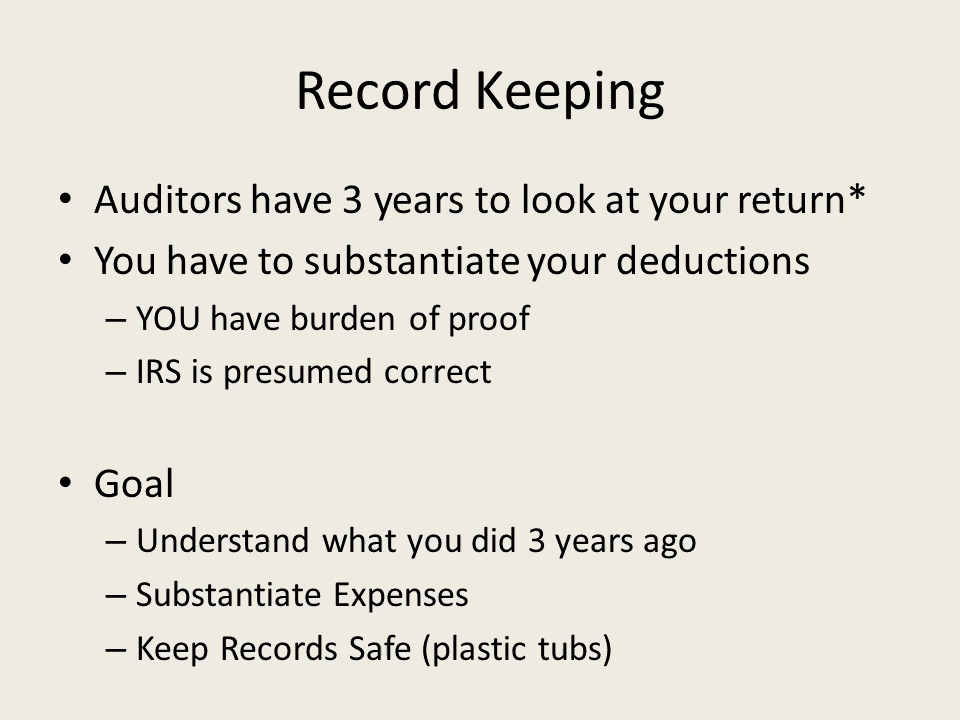 Record Keeping
• Auditors have 3 years to look at your return*
• You have to substantiate your deductions
– YOU have burden of proof
– IRS is presumed correct
• Goal
– Understand what you did 3 years ago
– Substantiate Expenses
– Keep Records Safe (plastic tubs)